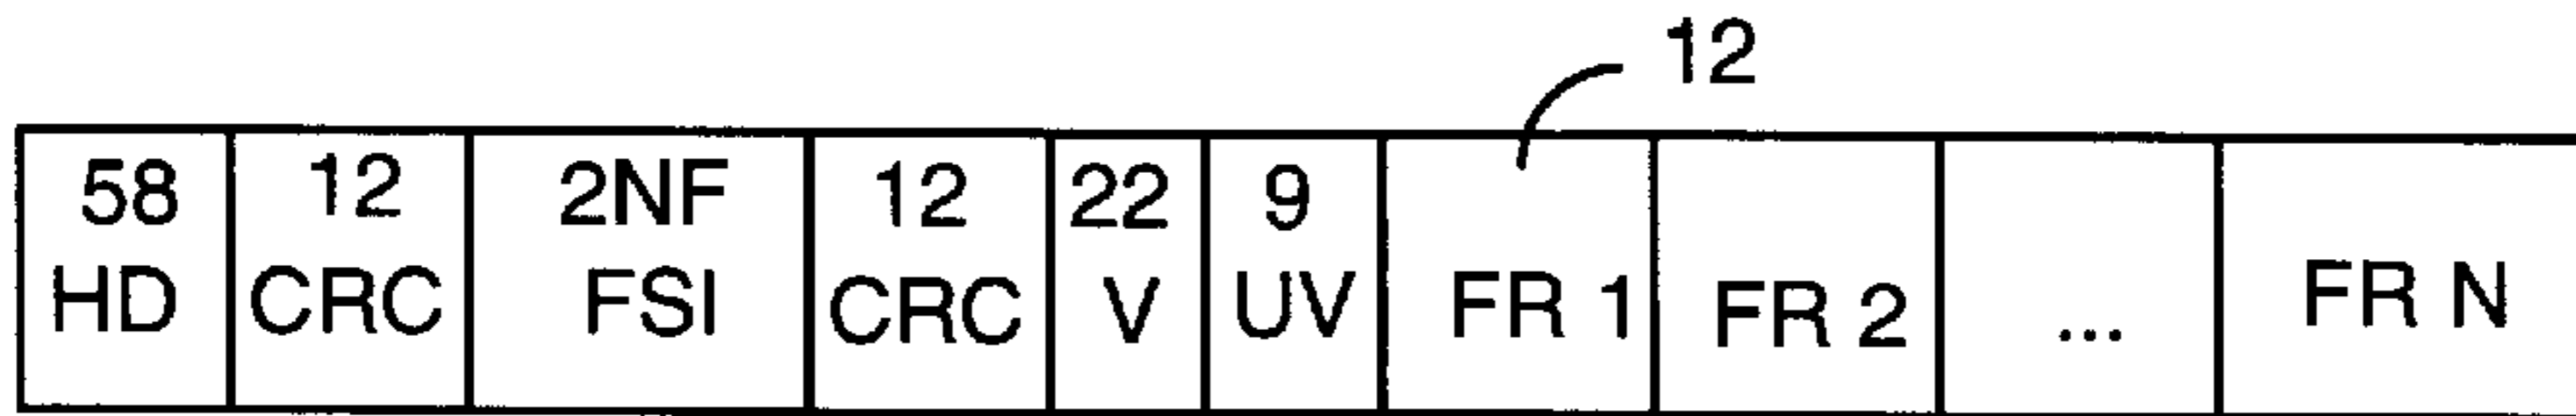 12
58 12 2NF 12 22 9
HD CRC FSI CRC V UV FR 1 FR 2 ... FR N